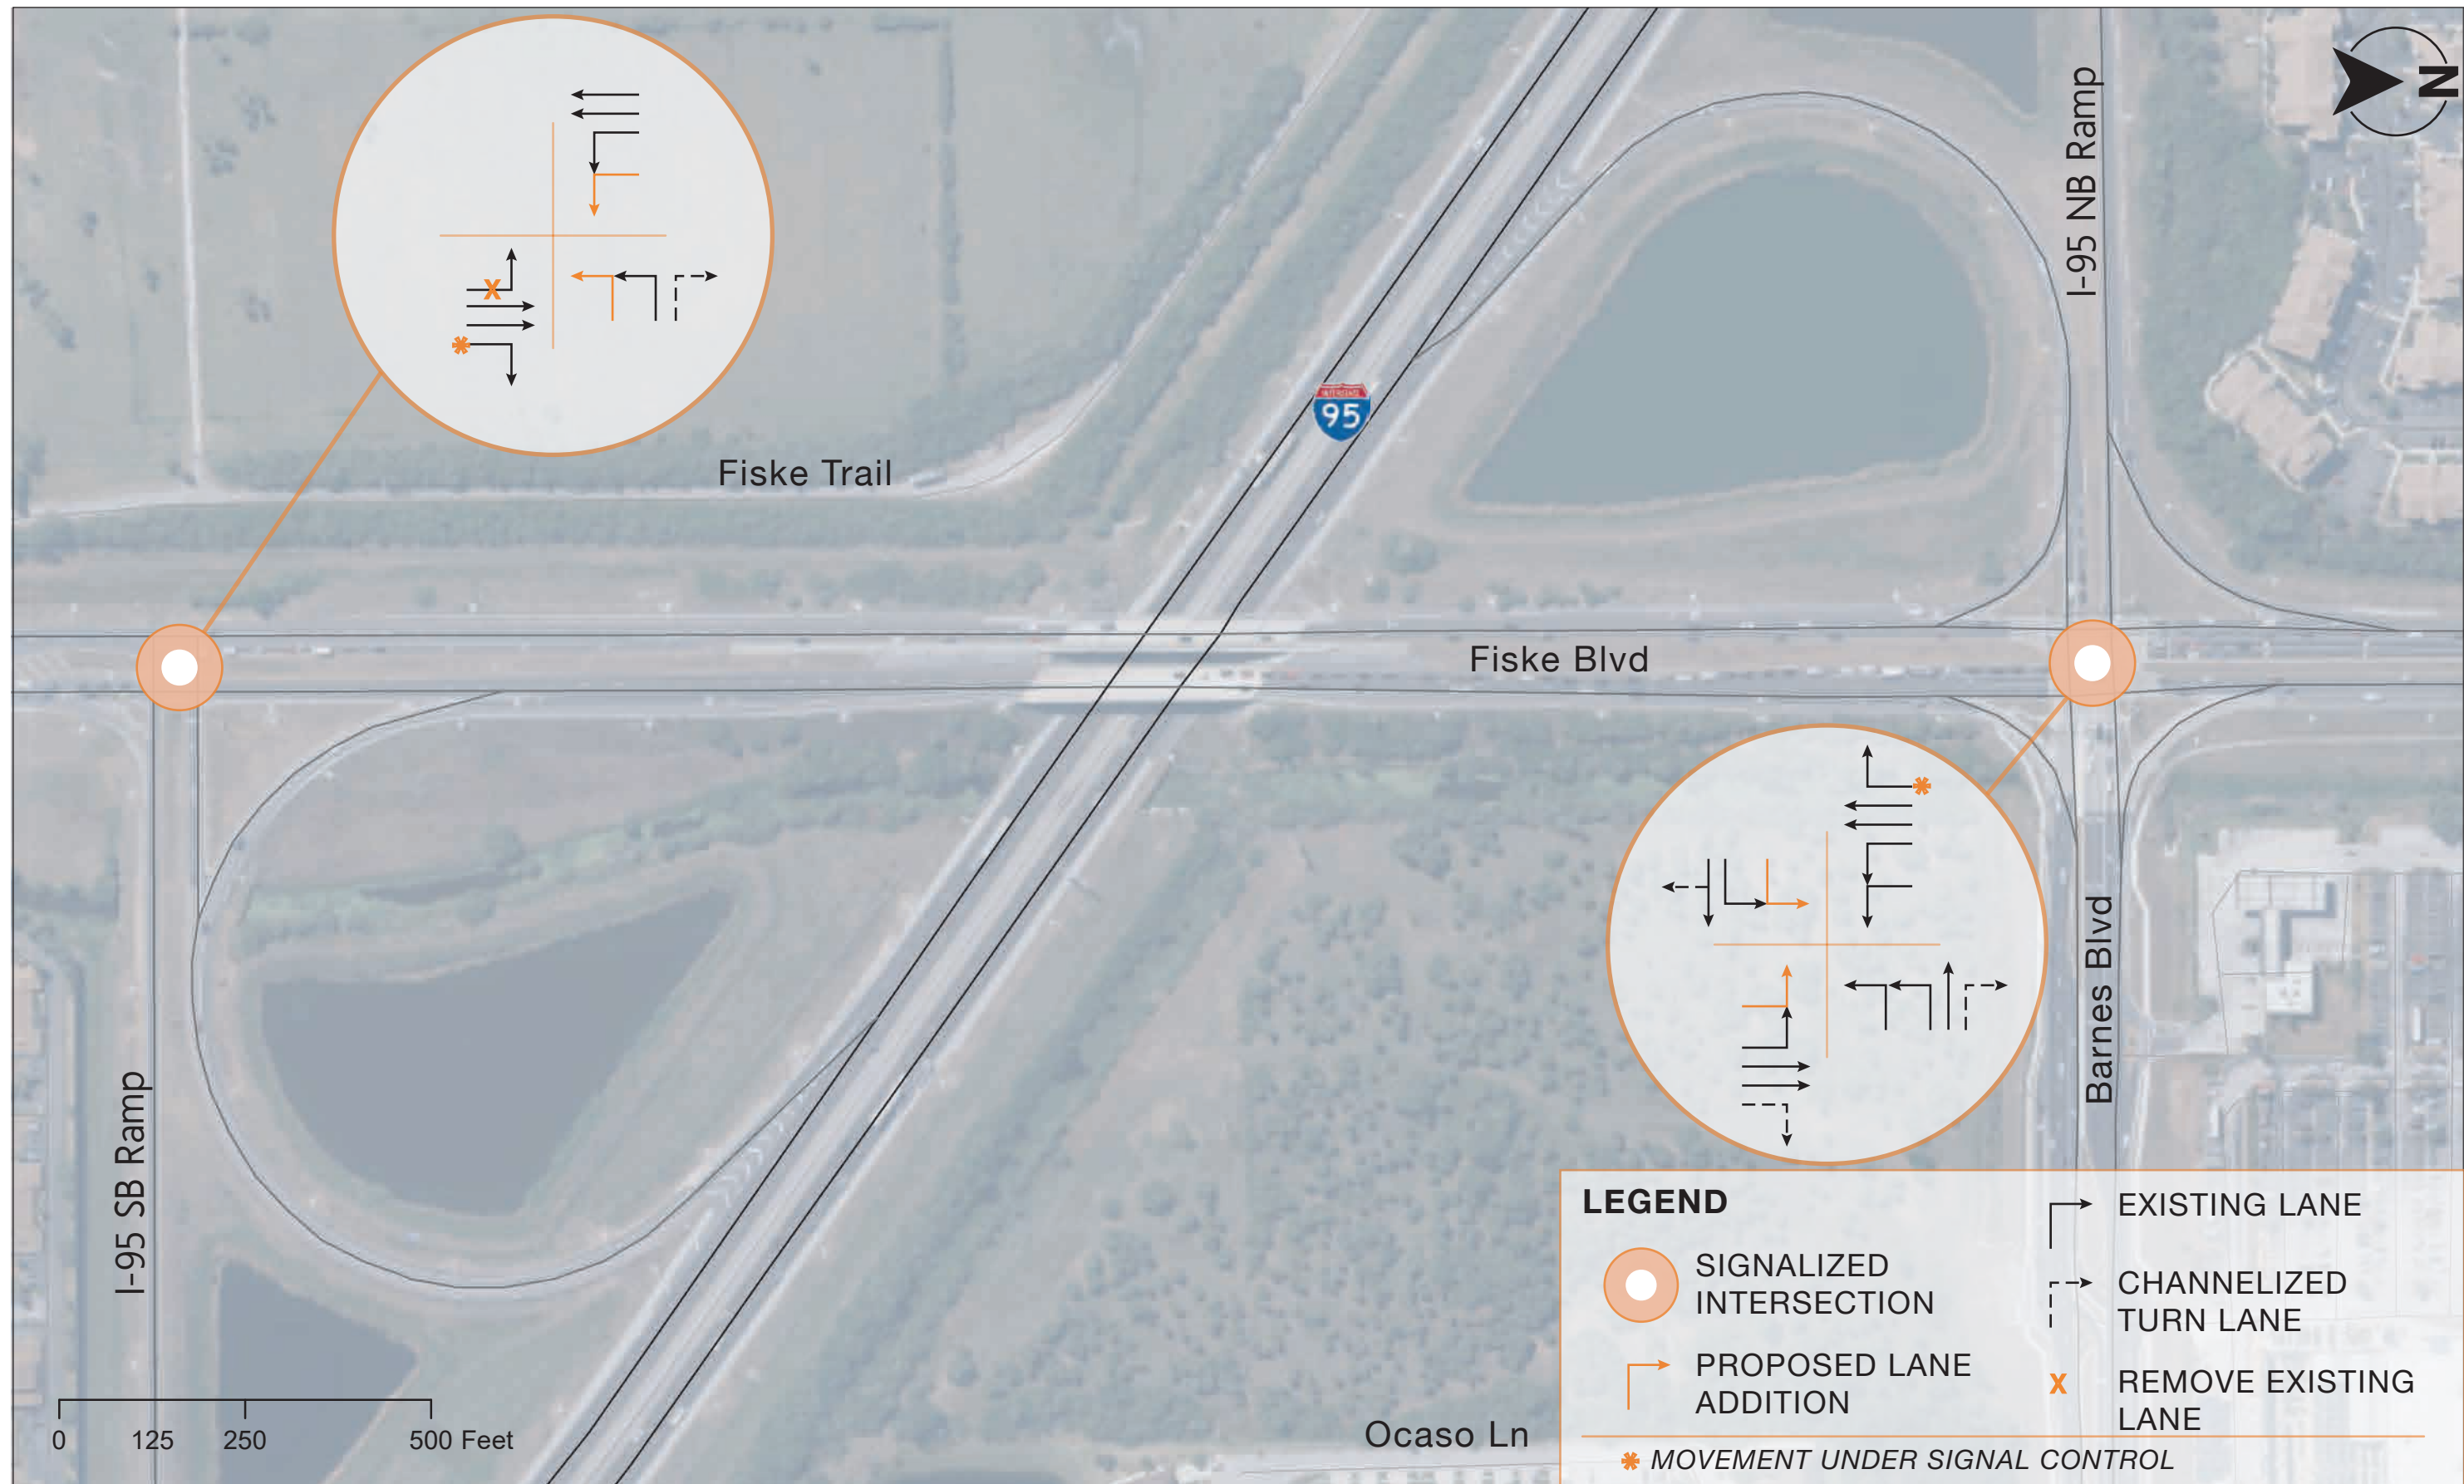 N
I-95 NB Ramp
INTERSTATE
95
Fiske Trail
Fiske Blvd
X
Barnes Blvd
I-95 SB Ramp
0 125 250 500 Feet
Ocaso Ln
LEGEND
SIGNALIZED
INTERSECTION
PROPOSED LANE
ADDITION
EXISTING LANE
CHANNELIZED
TURN LANE
X REMOVE EXISTING
LANE
* MOVEMENT UNDER SIGNAL CONTROL